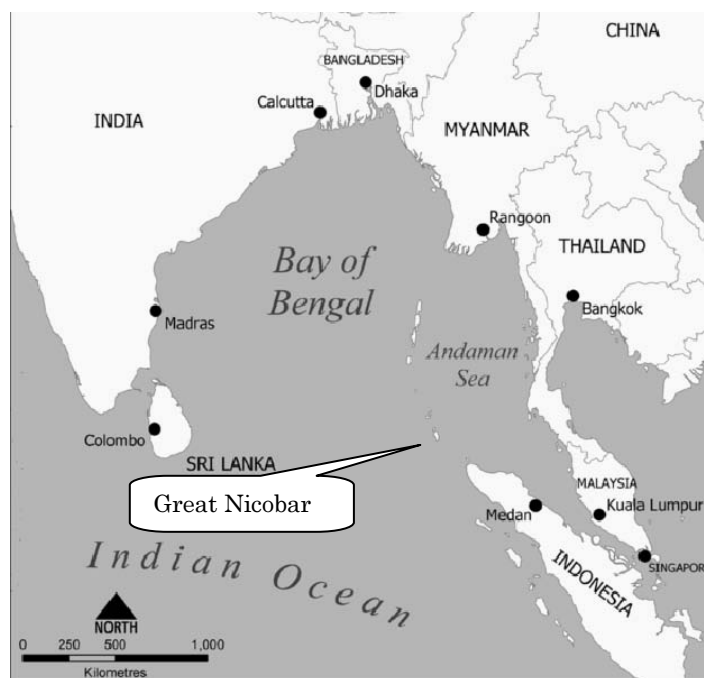 CHINA
BANGLADESH
Dhaka
Calcutta
INDIA
MYANMAR
Rangoon
THAILAND
Bay of
Bengal
Bangkok
Madras
Andaman
Sea
Colombo
SRI LANKA
Great Nicobar
MALAYSIA
Kuala Lumpur
Medan
Indian Ocean
SINGAPOR
INDONESIA
NORTH
0 250 500 1,000
Kilometres